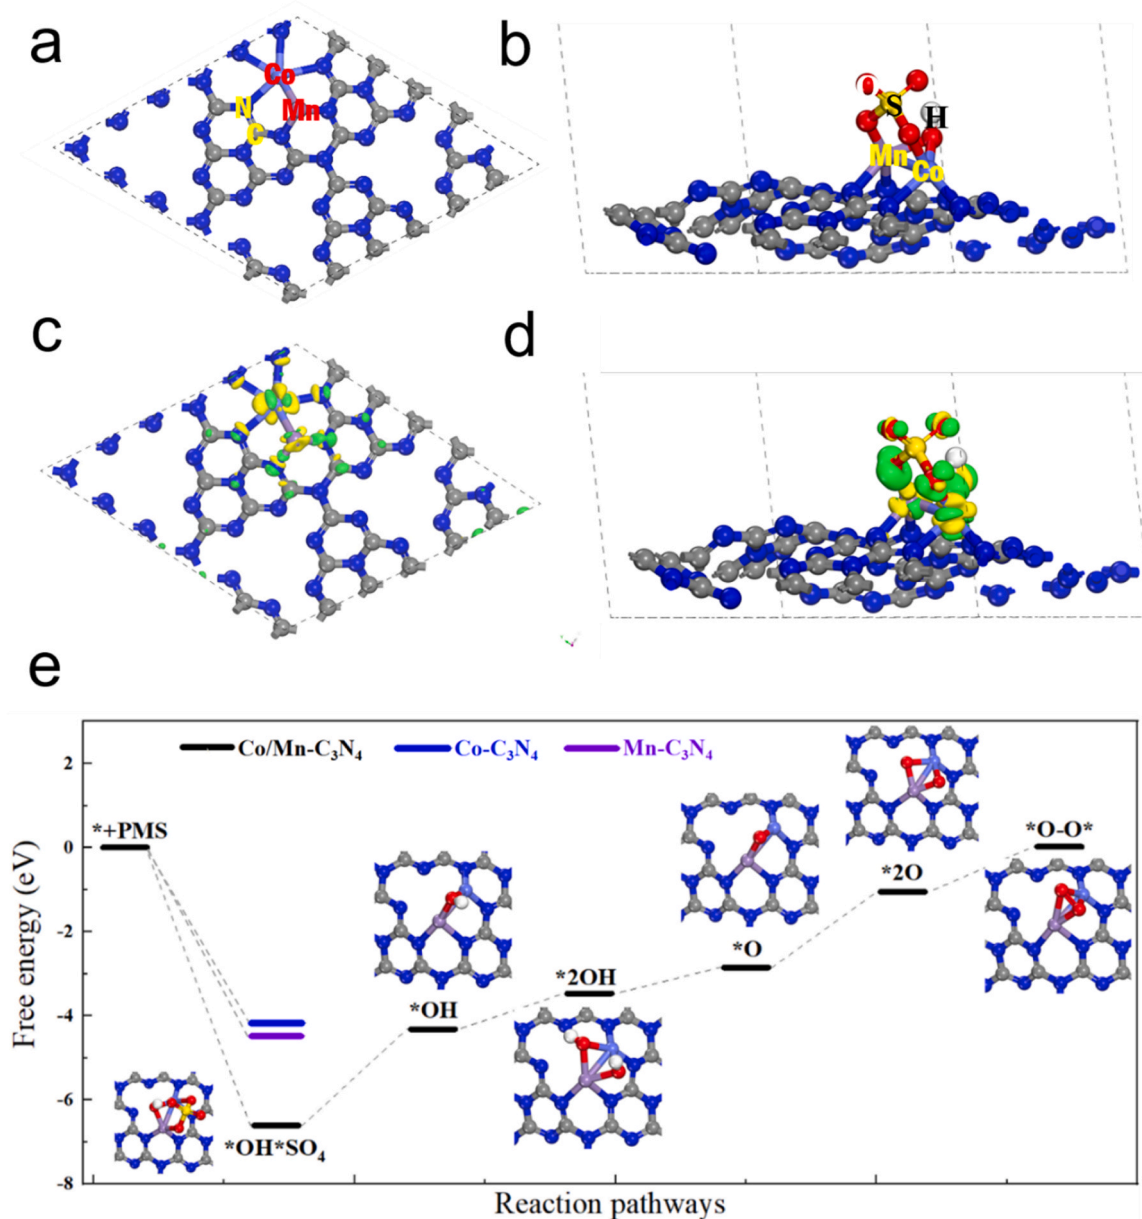 a
b
Co
N
Mn
C
O
S
H
Mn
Co
c
d
e
Co/Mn-C₃N₄
Co-C₃N₄
Mn-C₃N₄
2
0
-2
-4
-6
-8
Free energy (eV)
*+PMS
*OH*SO₄
*OH
*2OH
*O
*2O
*O-O*
Reaction pathways